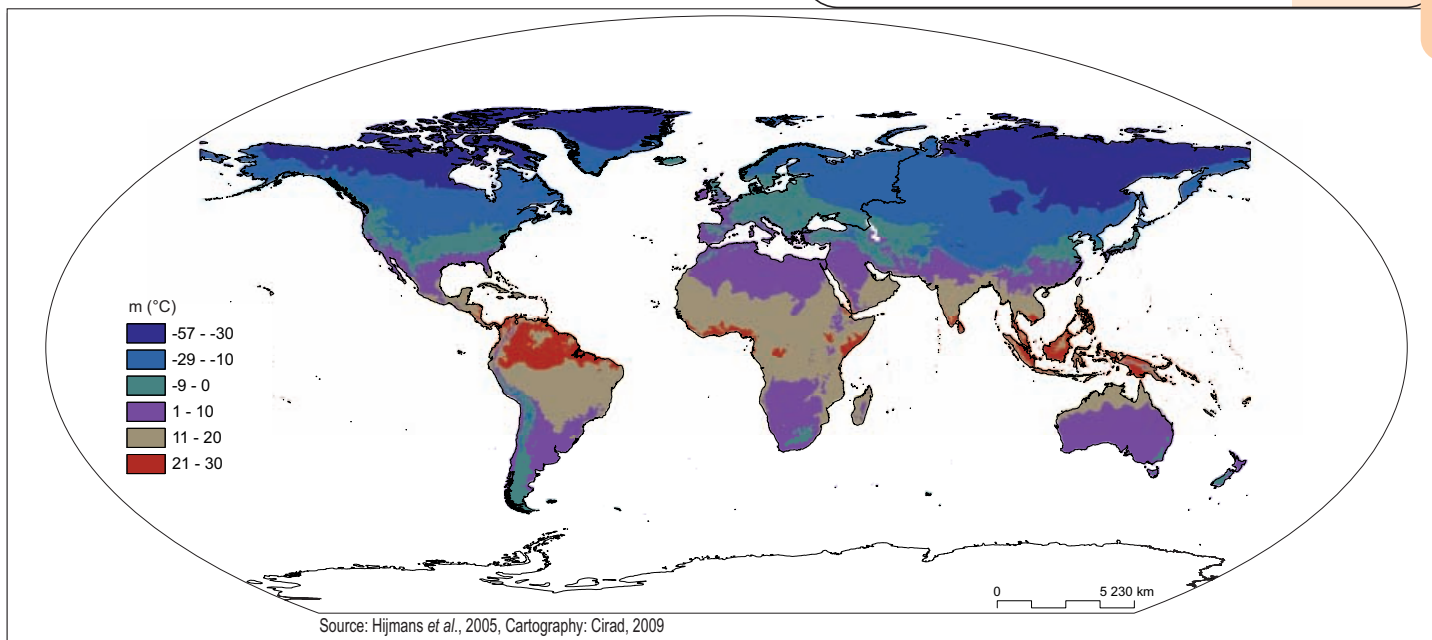 m (°C)
-57 - -30
-29 - -10
-9 - 0
1 - 10
11 - 20
21 - 30
0 5 230 km
Source: Hijmans et al., 2005, Cartography: Cirad, 2009